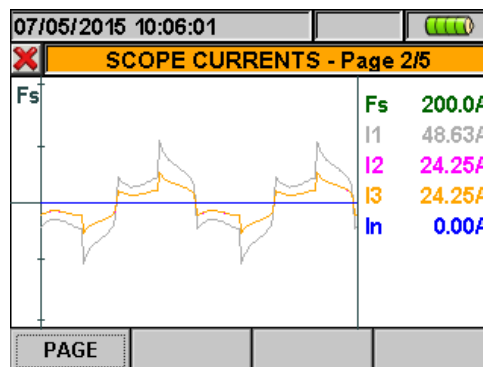 07/05/2015 10:06:01
SCOPE CURRENTS - Page 2/5
Fs
Fs 200.0A
I1 48.63A
I2 24.25A
I3 24.25A
In 0.00A
PAGE